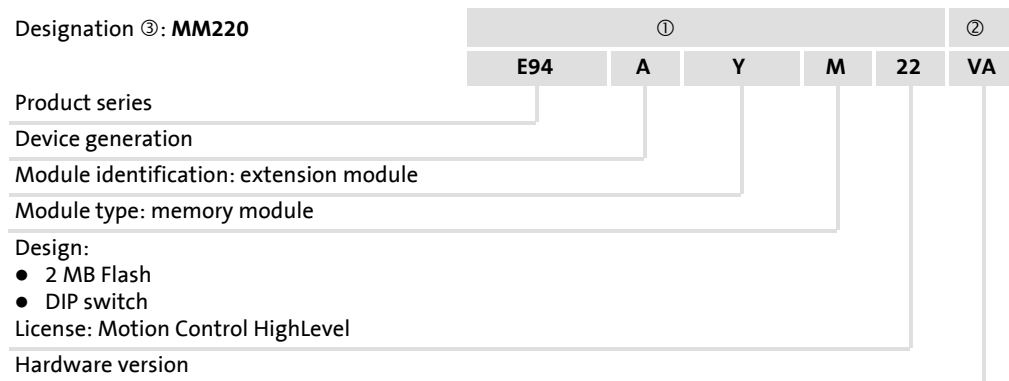 Designation ③: MM220 ① ②
E94 A Y M 22 VA
Product series
Device generation
Module identification: extension module
Module type: memory module
Design:
● 2 MB Flash
● DIP switch
License: Motion Control HighLevel
Hardware version